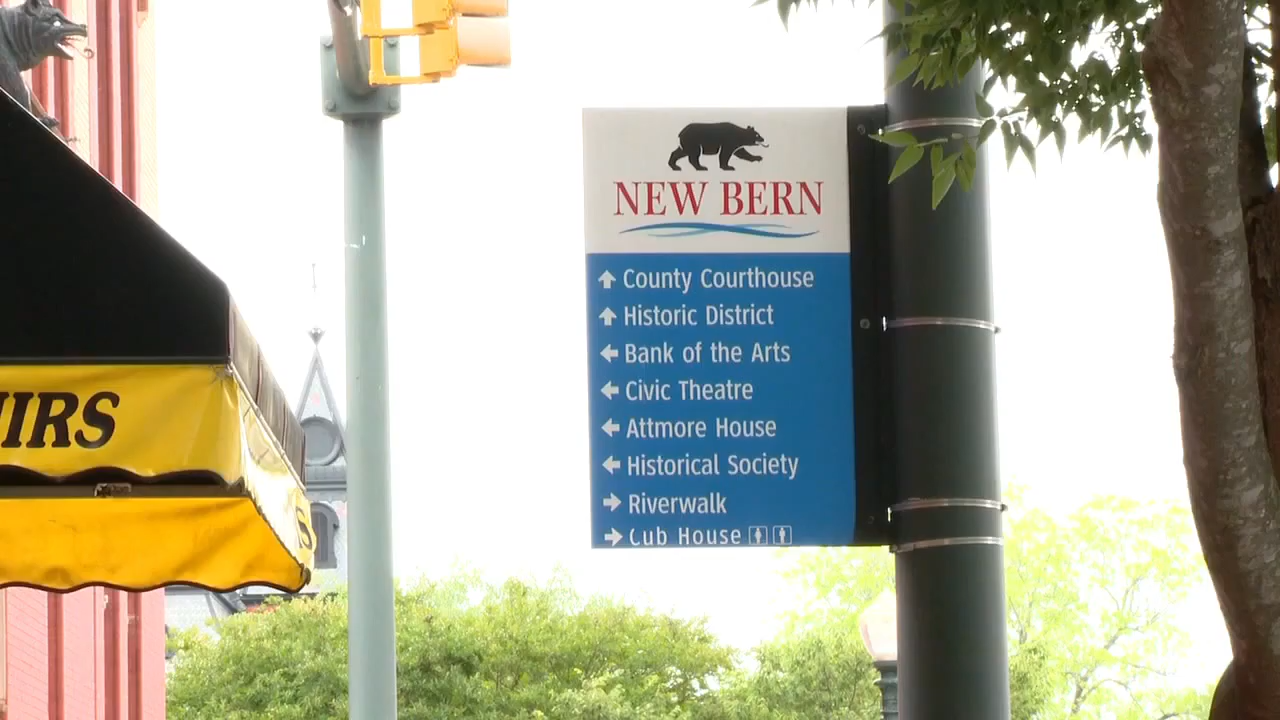 NEW BERN
County Courthouse
Historic District
Bank of the Arts
Civic Theatre
Attmore House
Historical Society
Riverwalk
Cub House
IRS
S